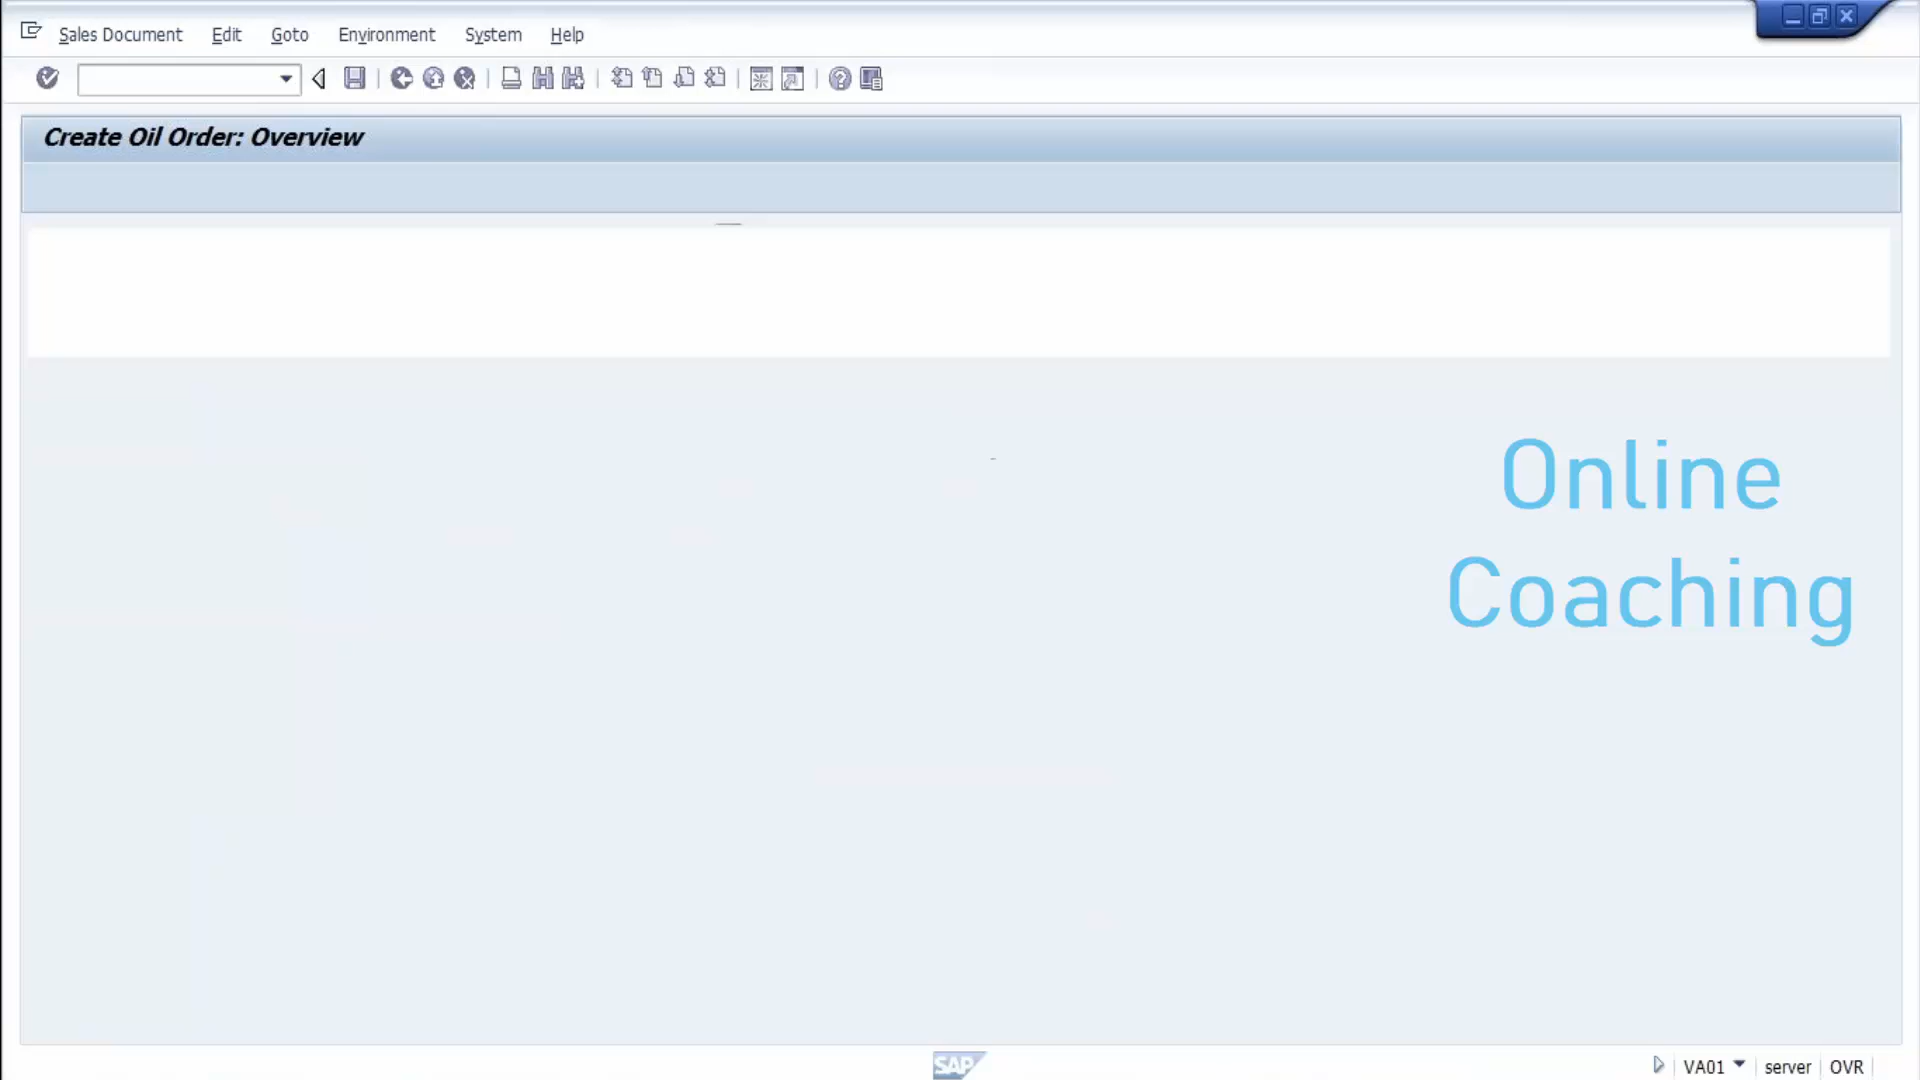 Sales Document Edit Goto Environment System Help
Create Oil Order: Overview
Online
Coaching
SAP
VA01 server OVR